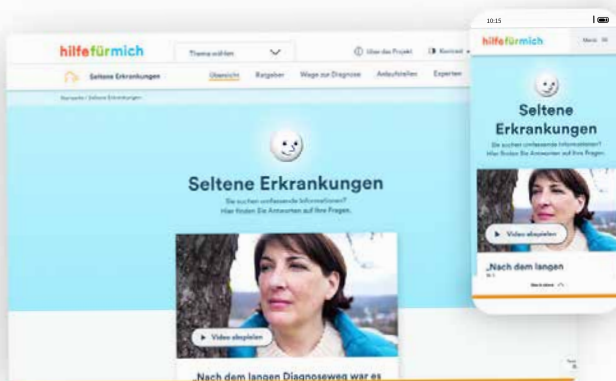 hilfefürmich
Thema wählen
Über das Projekt
Kontrast
Seltene Erkrankungen
Übersicht
Ratgeber
Wege zur Diagnose
Anlaufstellen
Experten
Startseite / Seltene Erkrankungen
Seltene Erkrankungen
Sie suchen umfassende Informationen?
Hier finden Sie Antworten auf Ihre Fragen.
Video abspielen
„Nach dem langen Diagnoseweg war es
10:15
hilfefürmich
Menü
Seltene
Erkrankungen
Sie suchen umfassende Informationen?
Hier finden Sie Antworten auf Ihre Fragen.
Video abspielen
„Nach dem langen